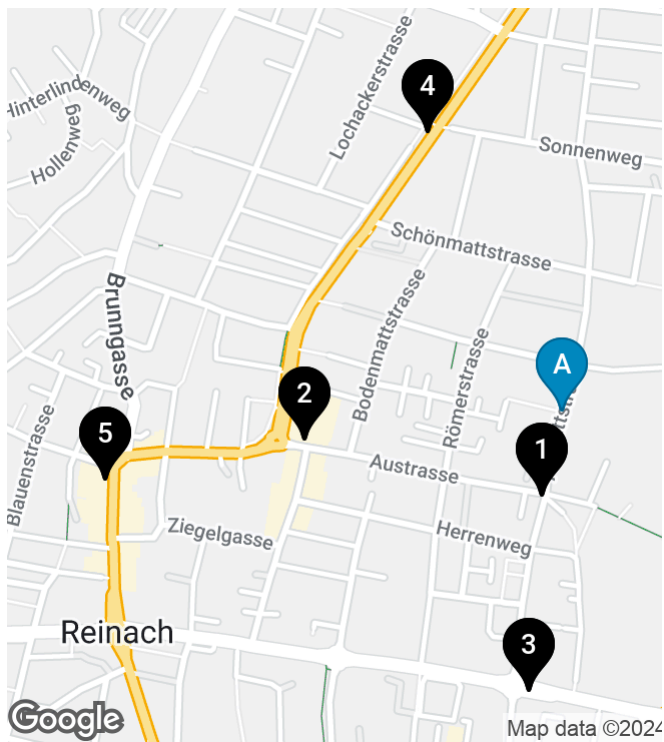 Hinterlindenweg
Hollenweg
Lochackerstrasse
4
Sonnenweg
Schönmattstrasse
Brunngasse
Bodenmattstrasse
Römerstrasse
A
2
5
1
Blauenstrasse
Austrasse
Ziegelgasse
Herrenweg
Reinach
3
Google
Map data ©2024